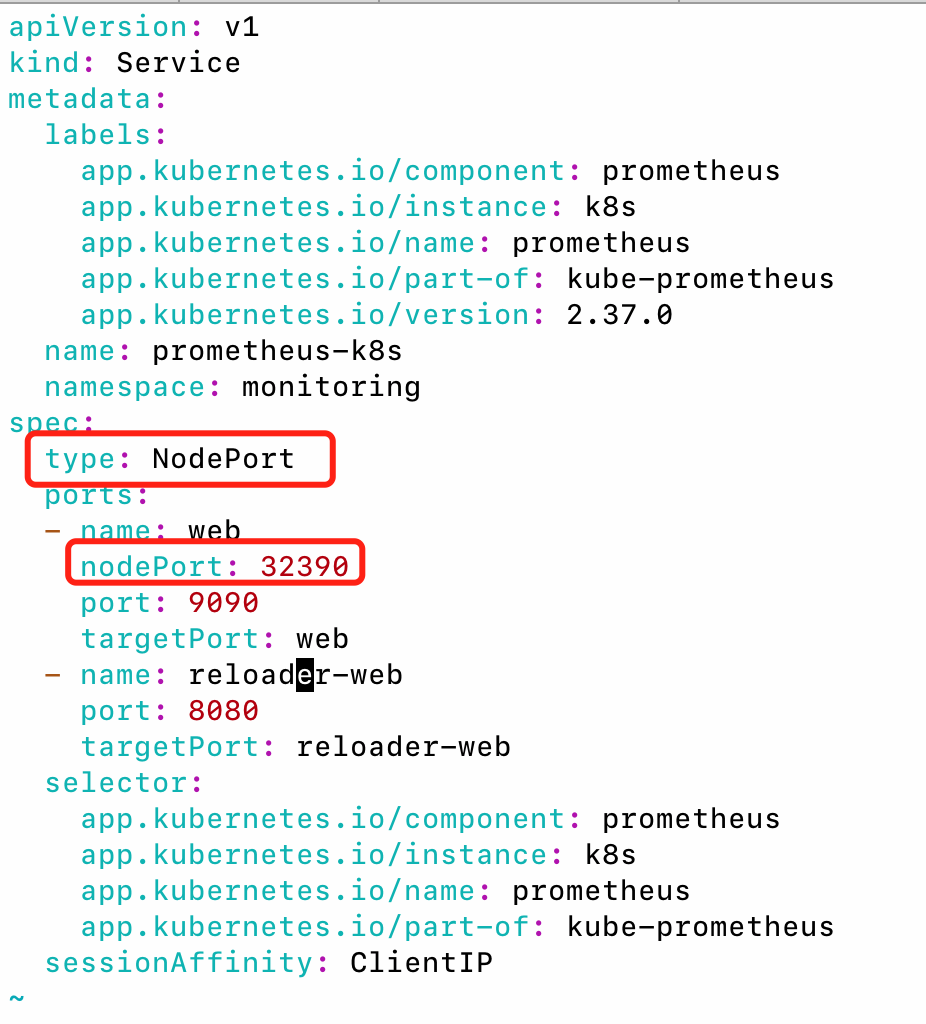 apiVersion: v1
kind: Service
metadata:
  labels:
    app.kubernetes.io/component: prometheus
    app.kubernetes.io/instance: k8s
    app.kubernetes.io/name: prometheus
    app.kubernetes.io/part-of: kube-prometheus
    app.kubernetes.io/version: 2.37.0
  name: prometheus-k8s
  namespace: monitoring
spec:
  type: NodePort
  ports:
  - name: web
    nodePort: 32390
    port: 9090
    targetPort: web
  - name: reloader-web
    port: 8080
    targetPort: reloader-web
  selector:
    app.kubernetes.io/component: prometheus
    app.kubernetes.io/instance: k8s
    app.kubernetes.io/name: prometheus
    app.kubernetes.io/part-of: kube-prometheus
  sessionAffinity: ClientIP
~